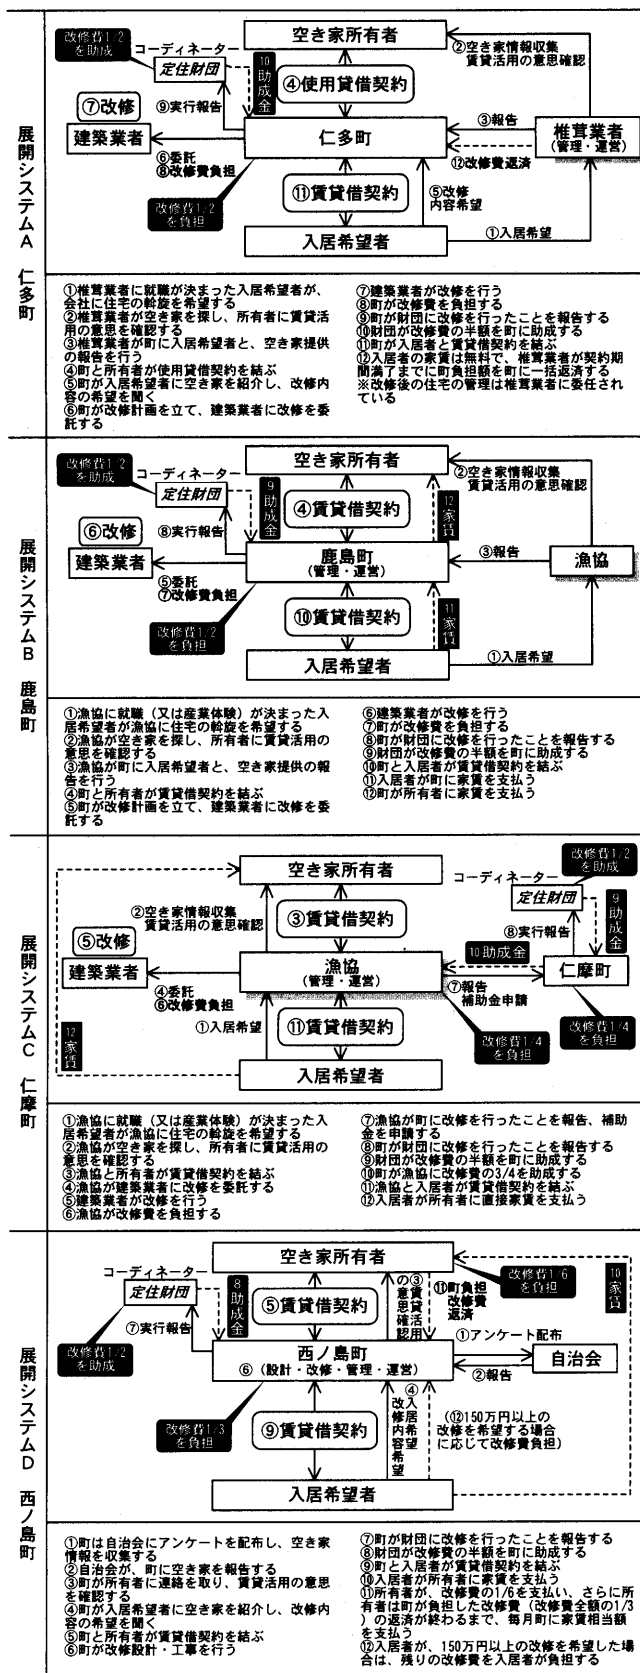 展開システムA 仁多町
空き家所有者
改修費1/2
を助成
コーディネーター
定住財団
10
助成金
②空き家情報収集
賃貸活用の意思確認
④使用貸借契約
⑦改修
⑨実行報告
建築業者
仁多町
③報告
椎茸業者
(管理・運営)
⑫改修費返済
⑥委託
⑧改修費負担
改修費1/2
を負担
⑪賃貸借契約
⑤改修
内容希望
入居希望者
①入居希望
①椎茸業者に就職が決まった入居希望者が、
会社に住宅の斡旋を希望する
②椎茸業者が空き家を探し、所有者に賃貸活
用の意思を確認する
③椎茸業者が町に入居希望者と、空き家提供
の報告を行う
④町と所有者が使用貸借契約を結ぶ
⑤町が入居希望者に空き家を紹介し、改修内
容の希望を聞く
⑥町が改修計画を立て、建築業者に改修を委
託する
⑦建築業者が改修を行う
⑧町が改修費を負担する
⑨町が財団に改修を行ったことを報告する
⑩財団が改修費の半額を町に助成する
⑪町が入居者と賃貸借契約を結ぶ
⑫入居者の家賃は無料で、椎茸業者が契約期
間満了までに町負担額を町に一括返済する
※改修後の住宅の管理は椎茸業者に委任され
ている
展開システムB 鹿島町
空き家所有者
改修費1/2
を助成
コーディネーター
定住財団
9
助成金
②空き家情報収集
賃貸活用の意思確認
④賃貸借契約
12
家賃
⑥改修
⑧実行報告
建築業者
鹿島町
(管理・運営)
③報告
漁協
⑤委託
⑦改修費負担
改修費1/2
を負担
⑩賃貸借契約
11
家賃
入居希望者
①入居希望
①漁協に就職(又は産業体験)が決まった入
居希望者が漁協に住宅の斡旋を希望する
②漁協が空き家を探し、所有者に賃貸活用の
意思を確認する
③漁協が町に入居希望者と、空き家提供の報
告を行う
④町と所有者が賃貸借契約を結ぶ
⑤町が改修計画を立て、建築業者に改修を委
託する
⑥建築業者が改修を行う
⑦町が改修費を負担する
⑧町が財団に改修を行ったことを報告する
⑨財団が改修費の半額を町に助成する
⑩町と入居者が賃貸借契約を結ぶ
⑪入居者が町に家賃を支払う
⑫町が所有者に家賃を支払う
展開システムC 仁摩町
空き家所有者
改修費1/2
を助成
コーディネーター
定住財団
9
助成金
②空き家情報収集
賃貸活用の意思確認
③賃貸借契約
⑧実行報告
⑤改修
建築業者
漁協
(管理・運営)
10助成金
仁摩町
⑦報告
補助金申請
④委託
⑥改修費負担
①入居希望
⑪賃貸借契約
改修費1/4
を負担
改修費1/4
を負担
12
家賃
入居希望者
①漁協に就職(又は産業体験)が決まった入
居希望者が漁協に住宅の斡旋を希望する
②漁協が空き家を探し、所有者に賃貸活用の
意思を確認する
③漁協と所有者が賃貸借契約を結ぶ
④漁協が建築業者に改修を委託する
⑤建築業者が改修を行う
⑥漁協が改修費を負担する
⑦漁協が町に改修を行ったことを報告、補助
金を申請する
⑧町が財団に改修を行ったことを報告する
⑨財団が改修費の半額を町に助成する
⑩町が漁協に改修費の3/4を助成する
⑪漁協と入居者が賃貸借契約を結ぶ
⑫入居者が所有者に直接家賃を支払う
展開システムD 西ノ島町
空き家所有者
コーディネーター
定住財団
8
助成金
改修費1/6
を負担
10
家賃
⑤賃貸借契約
③賃貸活用
の意思確認
⑪町負担
改修費
返済
⑦実行報告
改修費1/2
を助成
①アンケート配布
西ノ島町
⑥(設計・改修・管理・運営)
自治会
②報告
改修費1/3
を負担
⑨賃貸借契約
④入居希望
改修内容希望
(⑫150万円以上の
改修を希望する場合
に応じて改修費負担)
入居希望者
①町は自治会にアンケートを配布し、空き家
情報を収集する
②自治会が、町に空き家を報告する
③町が所有者に連絡を取り、賃貸活用の意思
を確認する
④町が入居希望者に空き家を紹介し、改修内
容の希望を聞く
⑤町と所有者が賃貸借契約を結ぶ
⑥町が改修設計・工事を行う
⑦町が財団に改修を行ったことを報告する
⑧財団が改修費の半額を町に助成する
⑨町と入居者が賃貸借契約を結ぶ
⑩入居者が所有者に家賃を支払う
⑪所有者が、改修費の1/6を支払い、さらに所
有者は町が負担した改修費(改修費全額の1/3
)の返済が終わるまで、毎月町に家賃相当額
を支払う
⑫入居者が、150万円以上の改修を希望した場
合は、残りの改修費を入居者が負担する